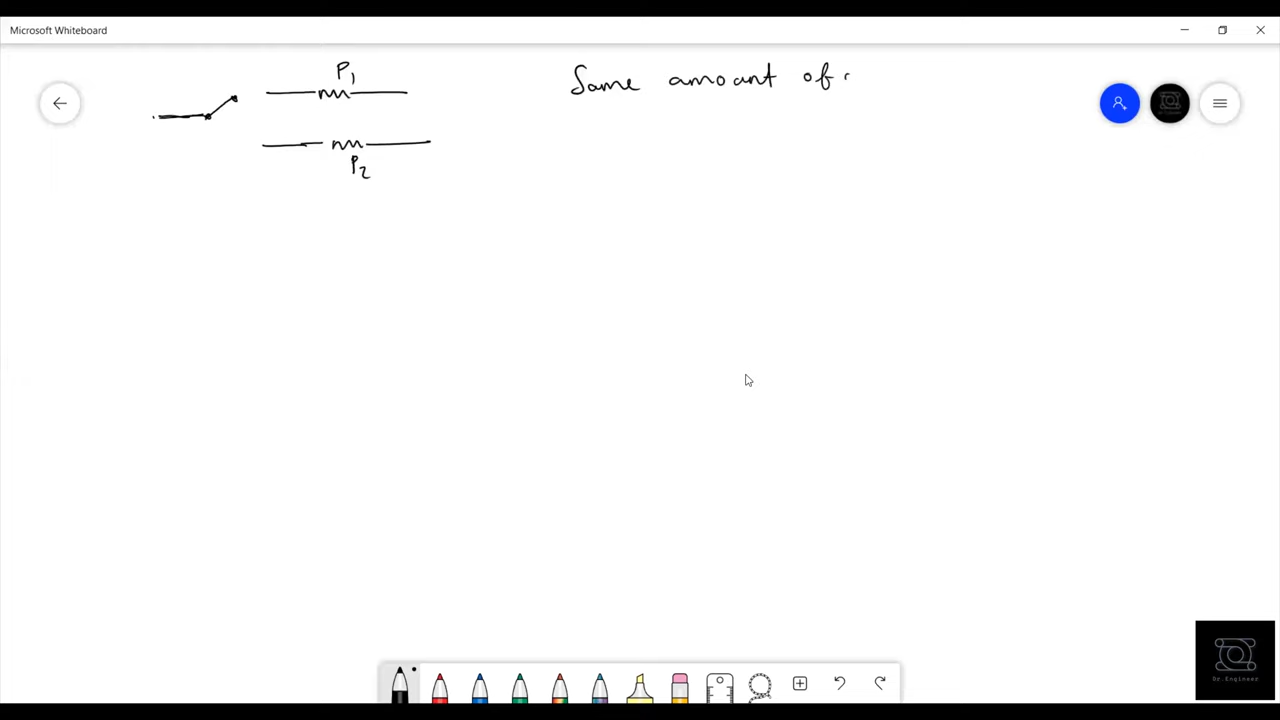 Microsoft Whiteboard
P1
Same amount of
P2
Dr.Engineer